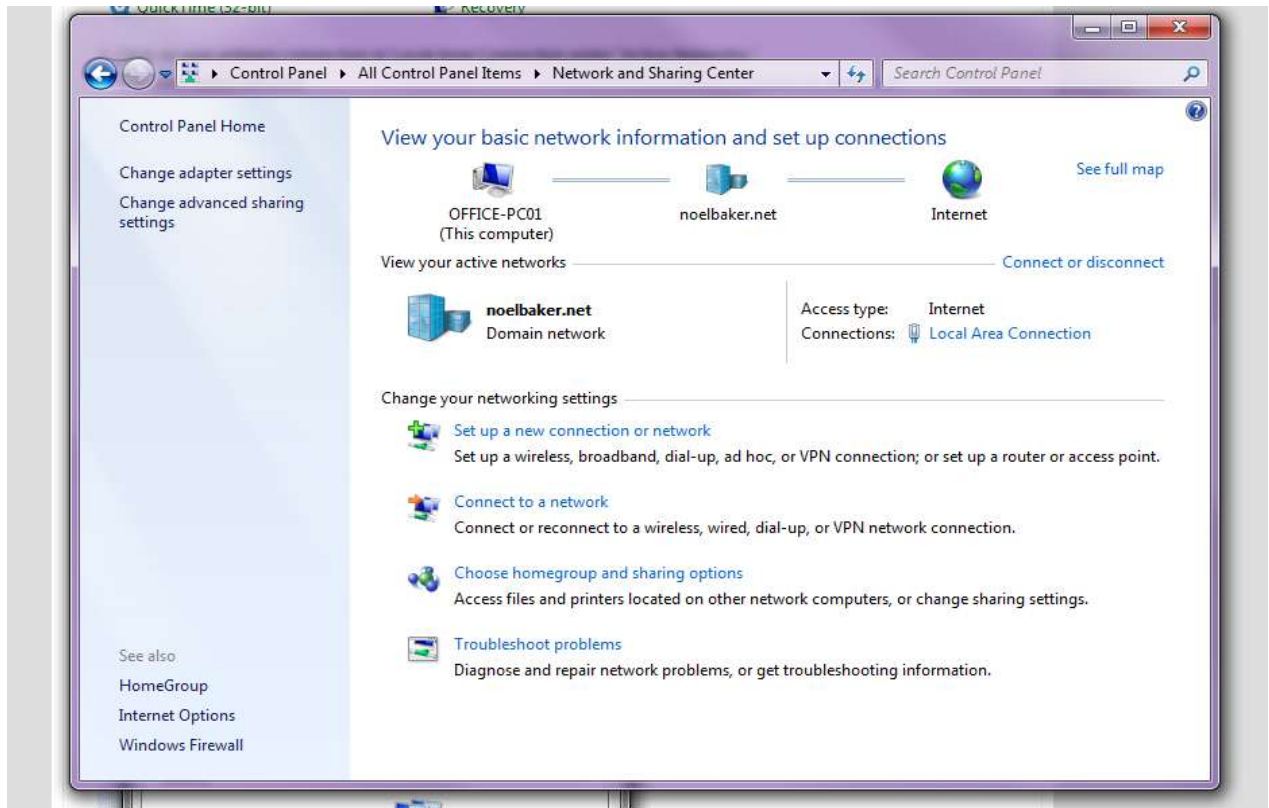 QuickTime (32-bit)
Recovery
Control Panel
All Control Panel Items
Network and Sharing Center
Search Control Panel
Control Panel Home
Change adapter settings
Change advanced sharing
settings
View your basic network information and set up connections
See full map
OFFICE-PC01
(This computer)
noelbaker.net
Internet
View your active networks
Connect or disconnect
noelbaker.net
Domain network
Access type: Internet
Connections: Local Area Connection
Change your networking settings
Set up a new connection or network
Set up a wireless, broadband, dial-up, ad hoc, or VPN connection; or set up a router or access point.
Connect to a network
Connect or reconnect to a wireless, wired, dial-up, or VPN network connection.
Choose homegroup and sharing options
Access files and printers located on other network computers, or change sharing settings.
Troubleshoot problems
Diagnose and repair network problems, or get troubleshooting information.
See also
HomeGroup
Internet Options
Windows Firewall